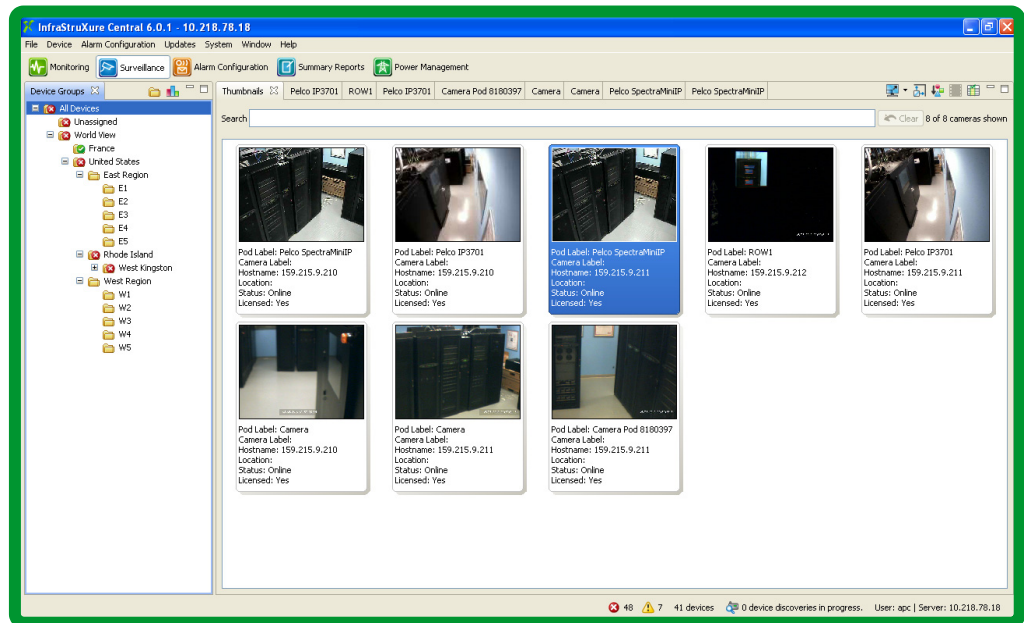 InfraStruXure Central 6.0.1 - 10.218.78.18
File Device Alarm Configuration Updates System Window Help
Monitoring Surveillance Alarm Configuration Summary Reports Power Management
Device Groups
Thumbnails Pelco IP3701 ROW1 Pelco IP3701 Camera Pod 8180397 Camera Camera Pelco SpectraMiniIP Pelco SpectraMiniIP
Search Clear 8 of 8 cameras shown
All Devices
Unassigned
World View
France
United States
East Region
E1
E2
E3
E4
E5
Rhode Island
West Kingston
West Region
W1
W2
W3
W4
W5
Pod Label: Pelco SpectraMiniIP
Camera Label:
Hostname: 159.215.9.210
Location:
Status: Online
Licensed: Yes
Pod Label: Pelco IP3701
Camera Label:
Hostname: 159.215.9.210
Location:
Status: Online
Licensed: Yes
Pod Label: Pelco SpectraMiniIP
Camera Label:
Hostname: 159.215.9.211
Location:
Status: Online
Licensed: Yes
Pod Label: ROW1
Camera Label:
Hostname: 159.215.9.212
Location:
Status: Online
Licensed: Yes
Pod Label: Pelco IP3701
Camera Label:
Hostname: 159.215.9.211
Location:
Status: Online
Licensed: Yes
Pod Label: Camera
Camera Label:
Hostname: 159.215.9.210
Location:
Status: Online
Licensed: Yes
Pod Label: Camera
Camera Label:
Hostname: 159.215.9.211
Location:
Status: Online
Licensed: Yes
Pod Label: Camera Pod 8180397
Camera Label:
Hostname: 159.215.9.211
Location:
Status: Online
Licensed: Yes
48 7 41 devices 0 device discoveries in progress. User: apc | Server: 10.218.78.18